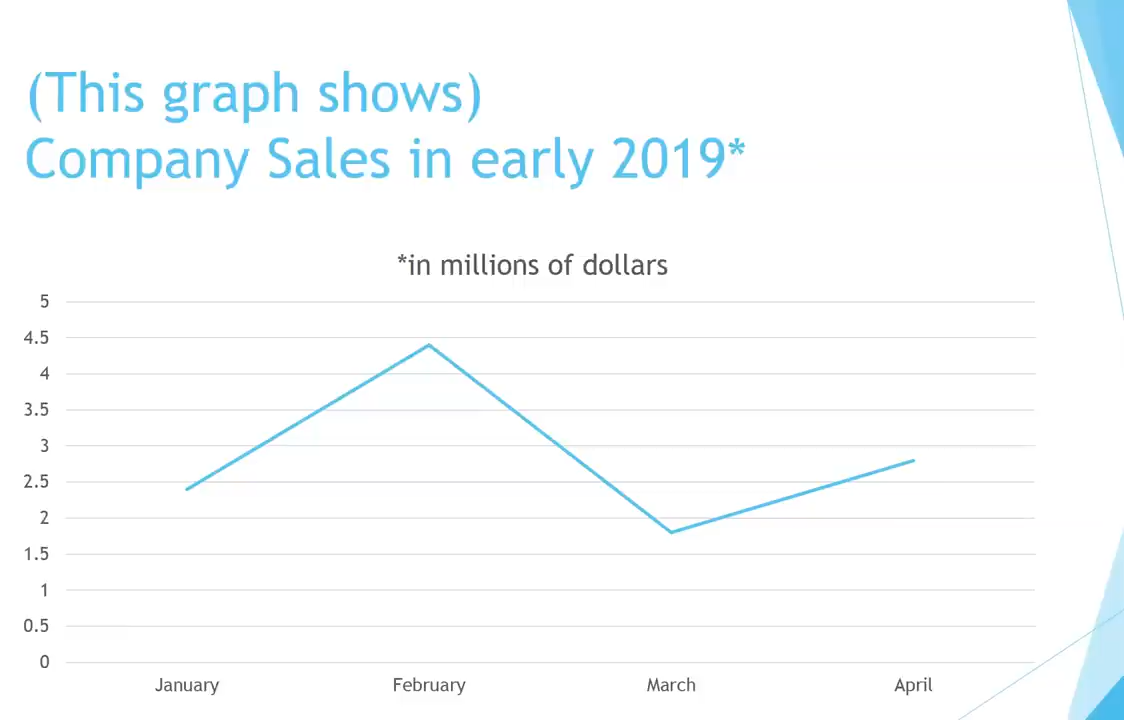 (This graph shows)
Company Sales in early 2019*
*in millions of dollars
5
4.5
4
3.5
3
2.5
2
1.5
1
0.5
0
January February March April